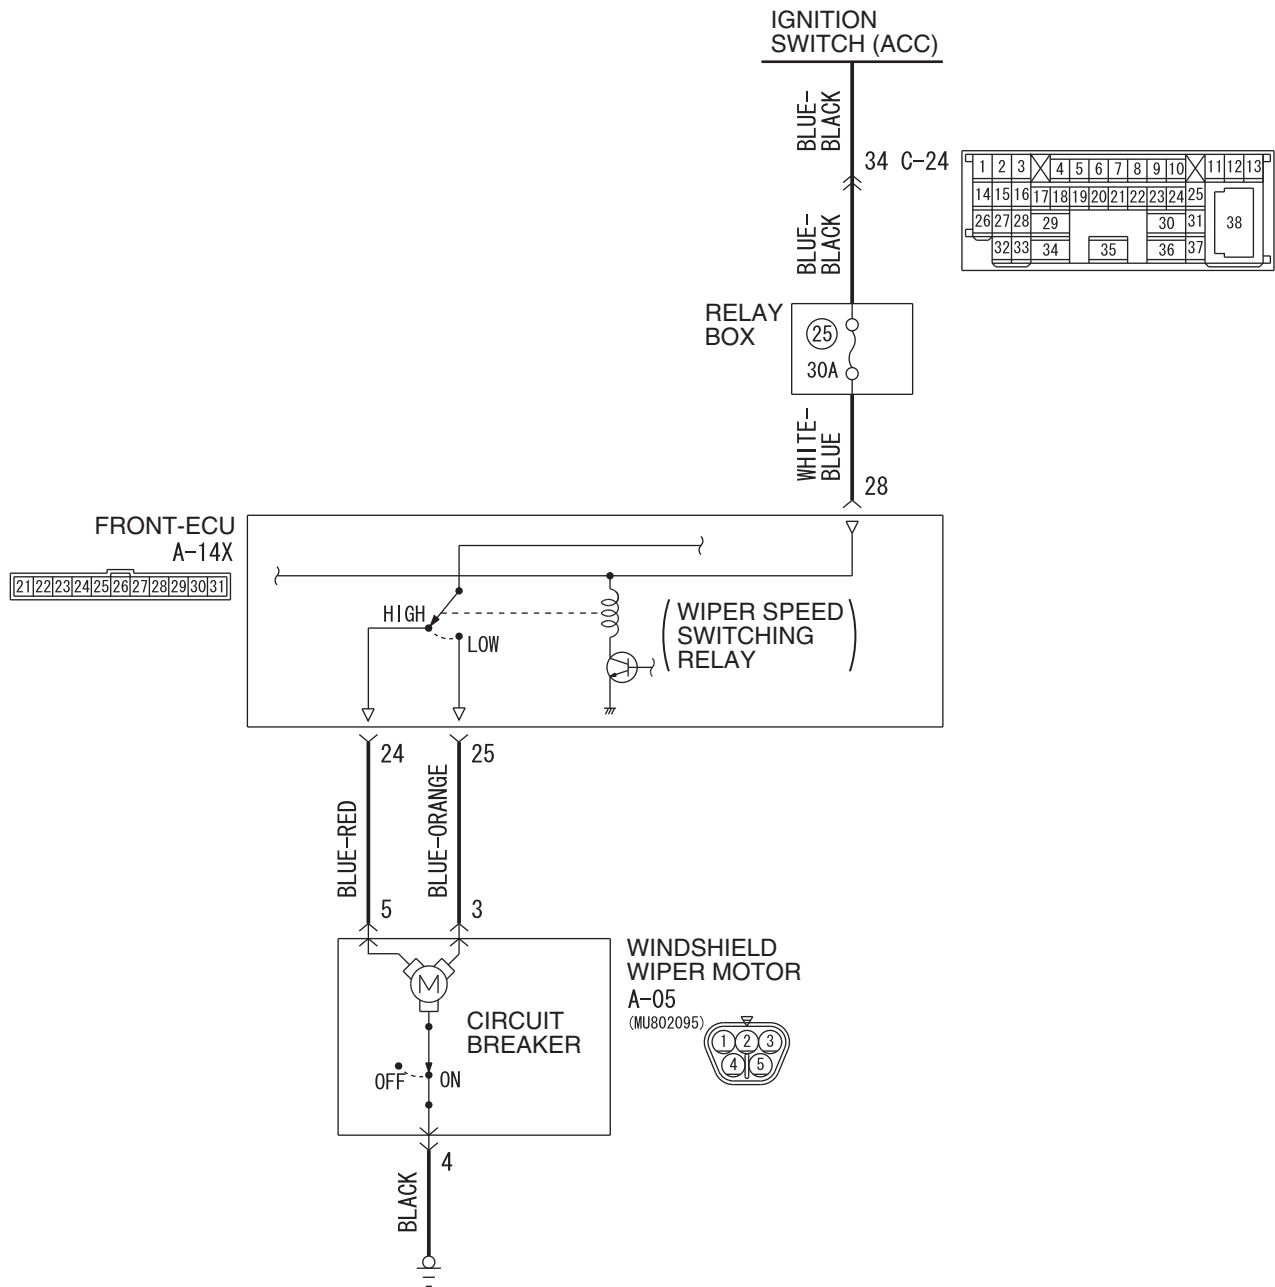 IGNITION
SWITCH (ACC)
BLUE-
BLACK
34 C-24
1 2 3 4 5 6 7 8 9 10 11 12 13
14 15 16 17 18 19 20 21 22 23 24 25
26 27 28 29 30 31 38
32 33 34 35 36 37
BLUE-
BLACK
RELAY
BOX
25
30A
WHITE-
BLUE
28
FRONT-ECU
A-14X
21 22 23 24 25 26 27 28 29 30 31
HIGH
LOW
WIPER SPEED
SWITCHING
RELAY
24
25
BLUE-RED
BLUE-ORANGE
5
3
WINDSHIELD
WIPER MOTOR
A-05
(MU802095)
1 2 3
4 5
M
CIRCUIT
BREAKER
OFF
ON
4
BLACK